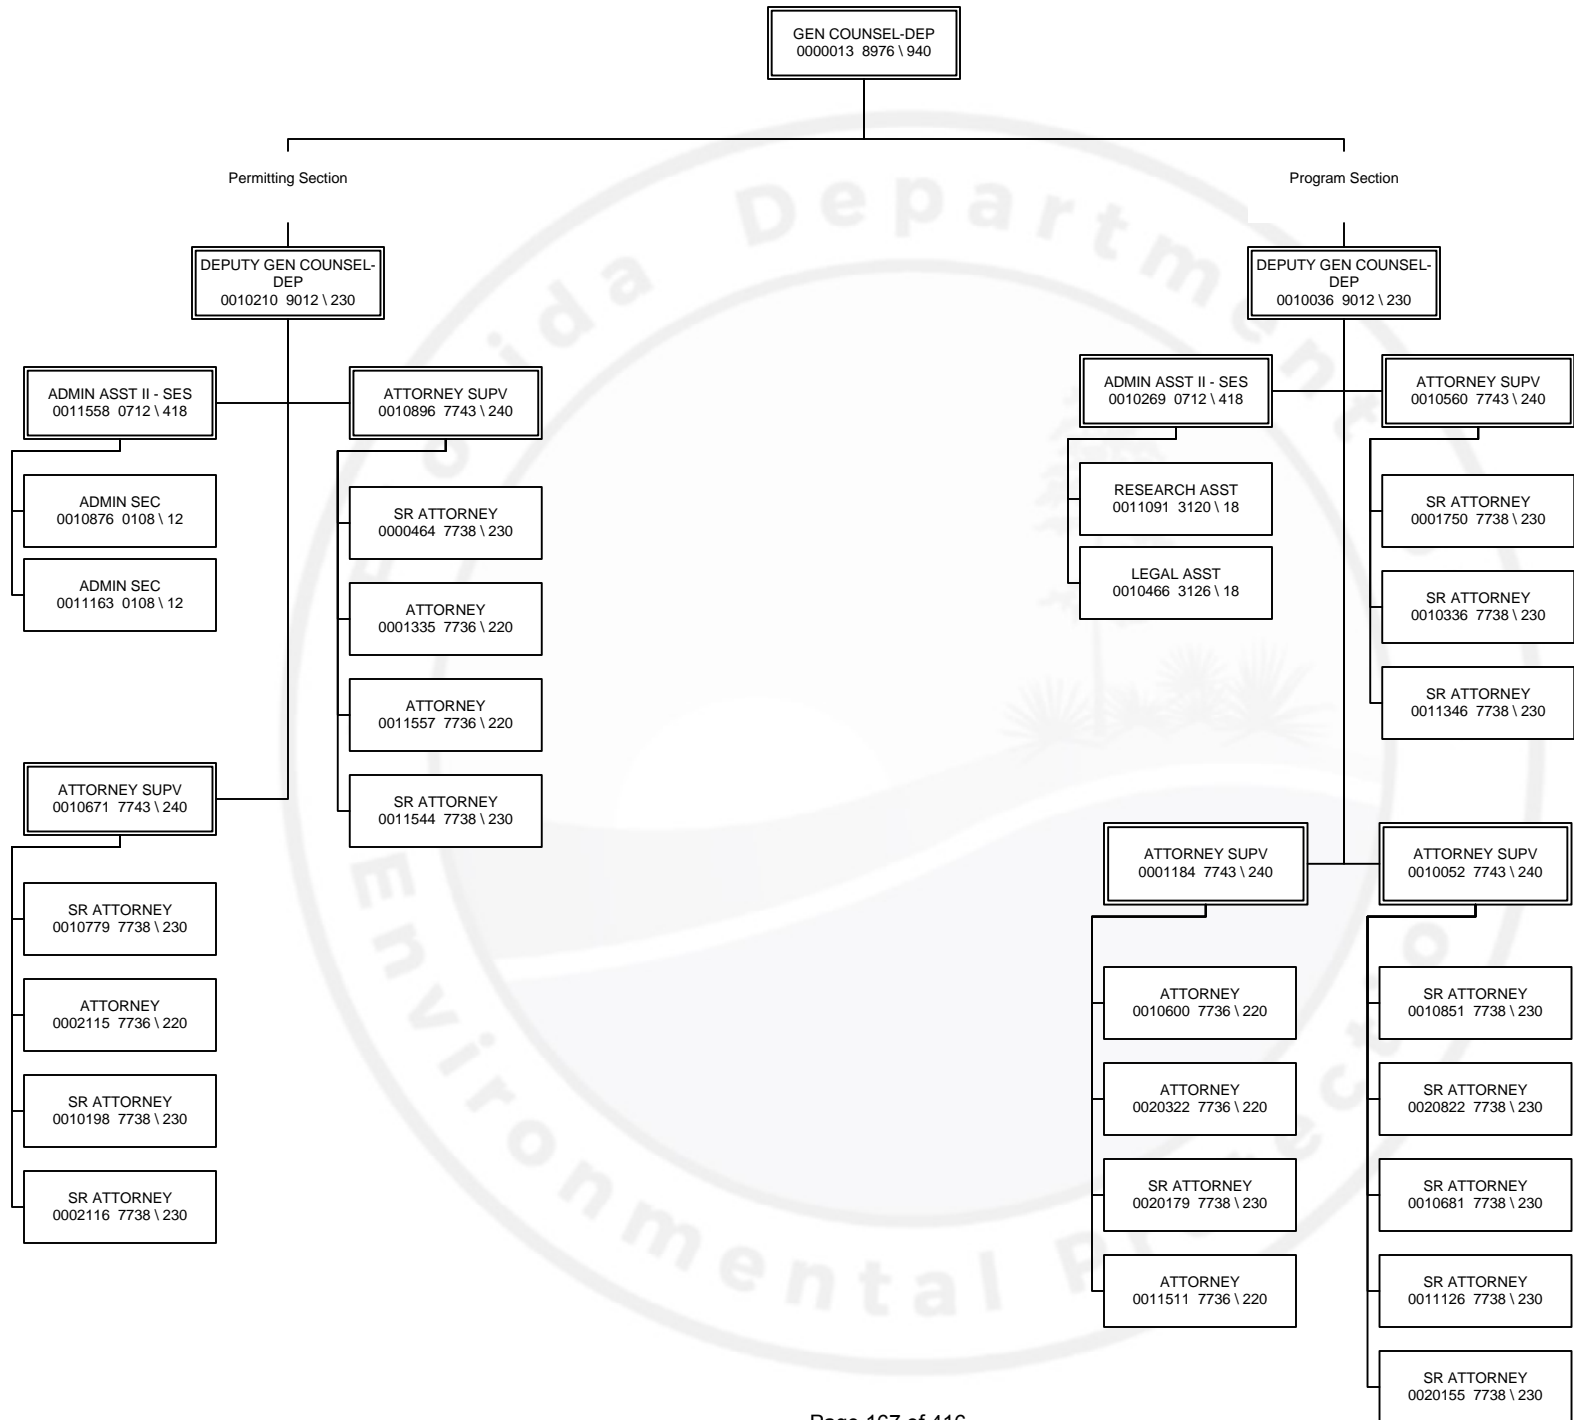 GEN COUNSEL-DEP
0000013 8976 \ 940
Permitting Section
Program Section
DEPUTY GEN COUNSEL-
DEP
0010210 9012 \ 230
DEPUTY GEN COUNSEL-
DEP
0010036 9012 \ 230
ADMIN ASST II - SES
0011558 0712 \ 418
ATTORNEY SUPV
0010896 7743 \ 240
ADMIN SEC
0010876 0108 \ 12
ADMIN SEC
0011163 0108 \ 12
SR ATTORNEY
0000464 7738 \ 230
ATTORNEY
0001335 7736 \ 220
ATTORNEY
0011557 7736 \ 220
SR ATTORNEY
0011544 7738 \ 230
ATTORNEY SUPV
0010671 7743 \ 240
SR ATTORNEY
0010779 7738 \ 230
ATTORNEY
0002115 7736 \ 220
SR ATTORNEY
0010198 7738 \ 230
SR ATTORNEY
0002116 7738 \ 230
ADMIN ASST II - SES
0010269 0712 \ 418
ATTORNEY SUPV
0010560 7743 \ 240
RESEARCH ASST
0011091 3120 \ 18
LEGAL ASST
0010466 3126 \ 18
SR ATTORNEY
0001750 7738 \ 230
SR ATTORNEY
0010336 7738 \ 230
SR ATTORNEY
0011346 7738 \ 230
ATTORNEY SUPV
0001184 7743 \ 240
ATTORNEY SUPV
0010052 7743 \ 240
ATTORNEY
0010600 7736 \ 220
ATTORNEY
0020322 7736 \ 220
SR ATTORNEY
0020179 7738 \ 230
ATTORNEY
0011511 7736 \ 220
SR ATTORNEY
0010851 7738 \ 230
SR ATTORNEY
0020822 7738 \ 230
SR ATTORNEY
0010681 7738 \ 230
SR ATTORNEY
0011126 7738 \ 230
SR ATTORNEY
0020155 7738 \ 230
Page 167 of 416
Department
Environmental